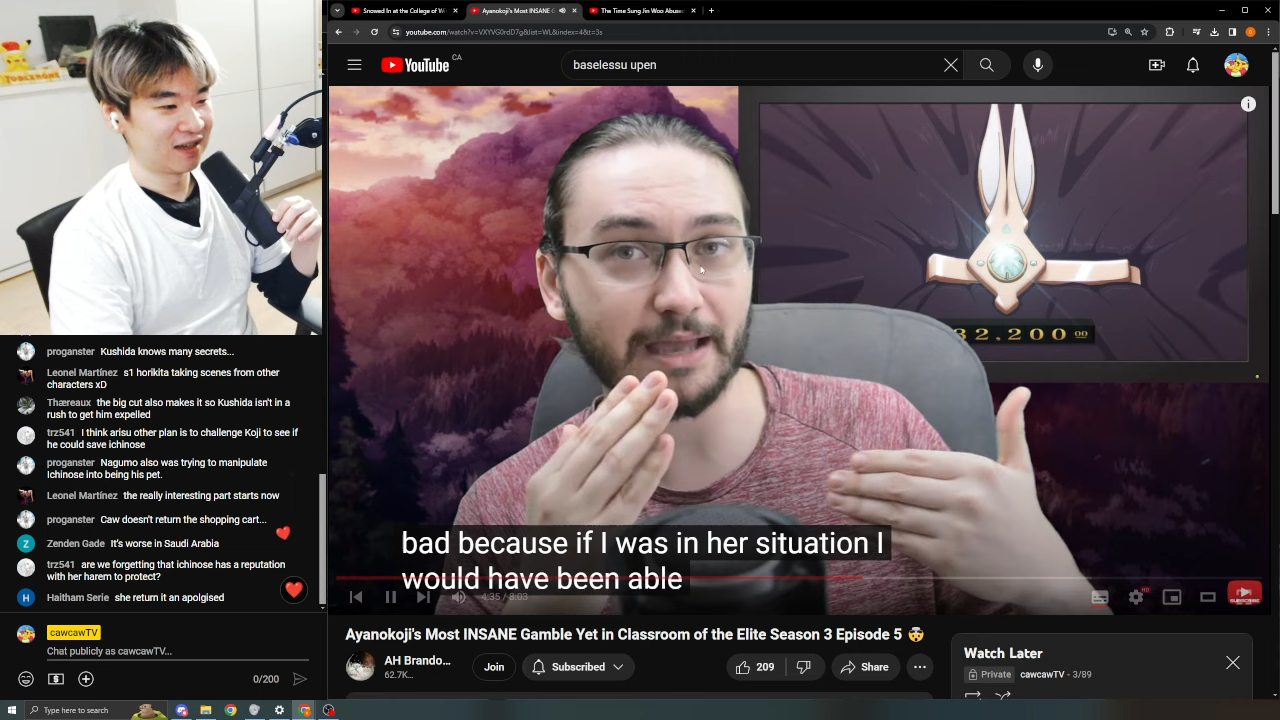 Snowed In at the College of W
Ayanokoji's Most INSANE G
The Time Sung Jin Woo Abused
youtube.com/watch?v=VXYVG0rdD7g&list=WL&index=4&t=3s
YouTube CA
baselessu upen
32,200 00
bad because if I was in her situation I
would have been able
4:35 / 8:03
HD
SUBSCRIBE
Ayanokoji's Most INSANE Gamble Yet in Classroom of the Elite Season 3 Episode 5 🤯
AH Brando...
62.7K...
Join
Subscribed
209
Share
Watch Later
Private cawcawTV - 3/89
TOBLERONE
proganster Kushida knows many secrets...
Leonel Martínez s1 horikita taking scenes from other
characters xD
Thæreaux the big cut also makes it so Kushida isn't in a
rush to get him expelled
trz541 I think arisu other plan is to challenge Koji to see if
he could save ichinose
proganster Nagumo also was trying to manipulate
Ichinose into being his pet.
Leonel Martínez the really interesting part starts now
proganster Caw doesn't return the shopping cart...
Z Zenden Gade It's worse in Saudi Arabia
trz541 are we forgetting that ichinose has a reputation
with her harem to protect?
H Haitham Serie she return it an apolgised
cawcawTV
Chat publicly as cawcawTV...
0/200
Type here to search